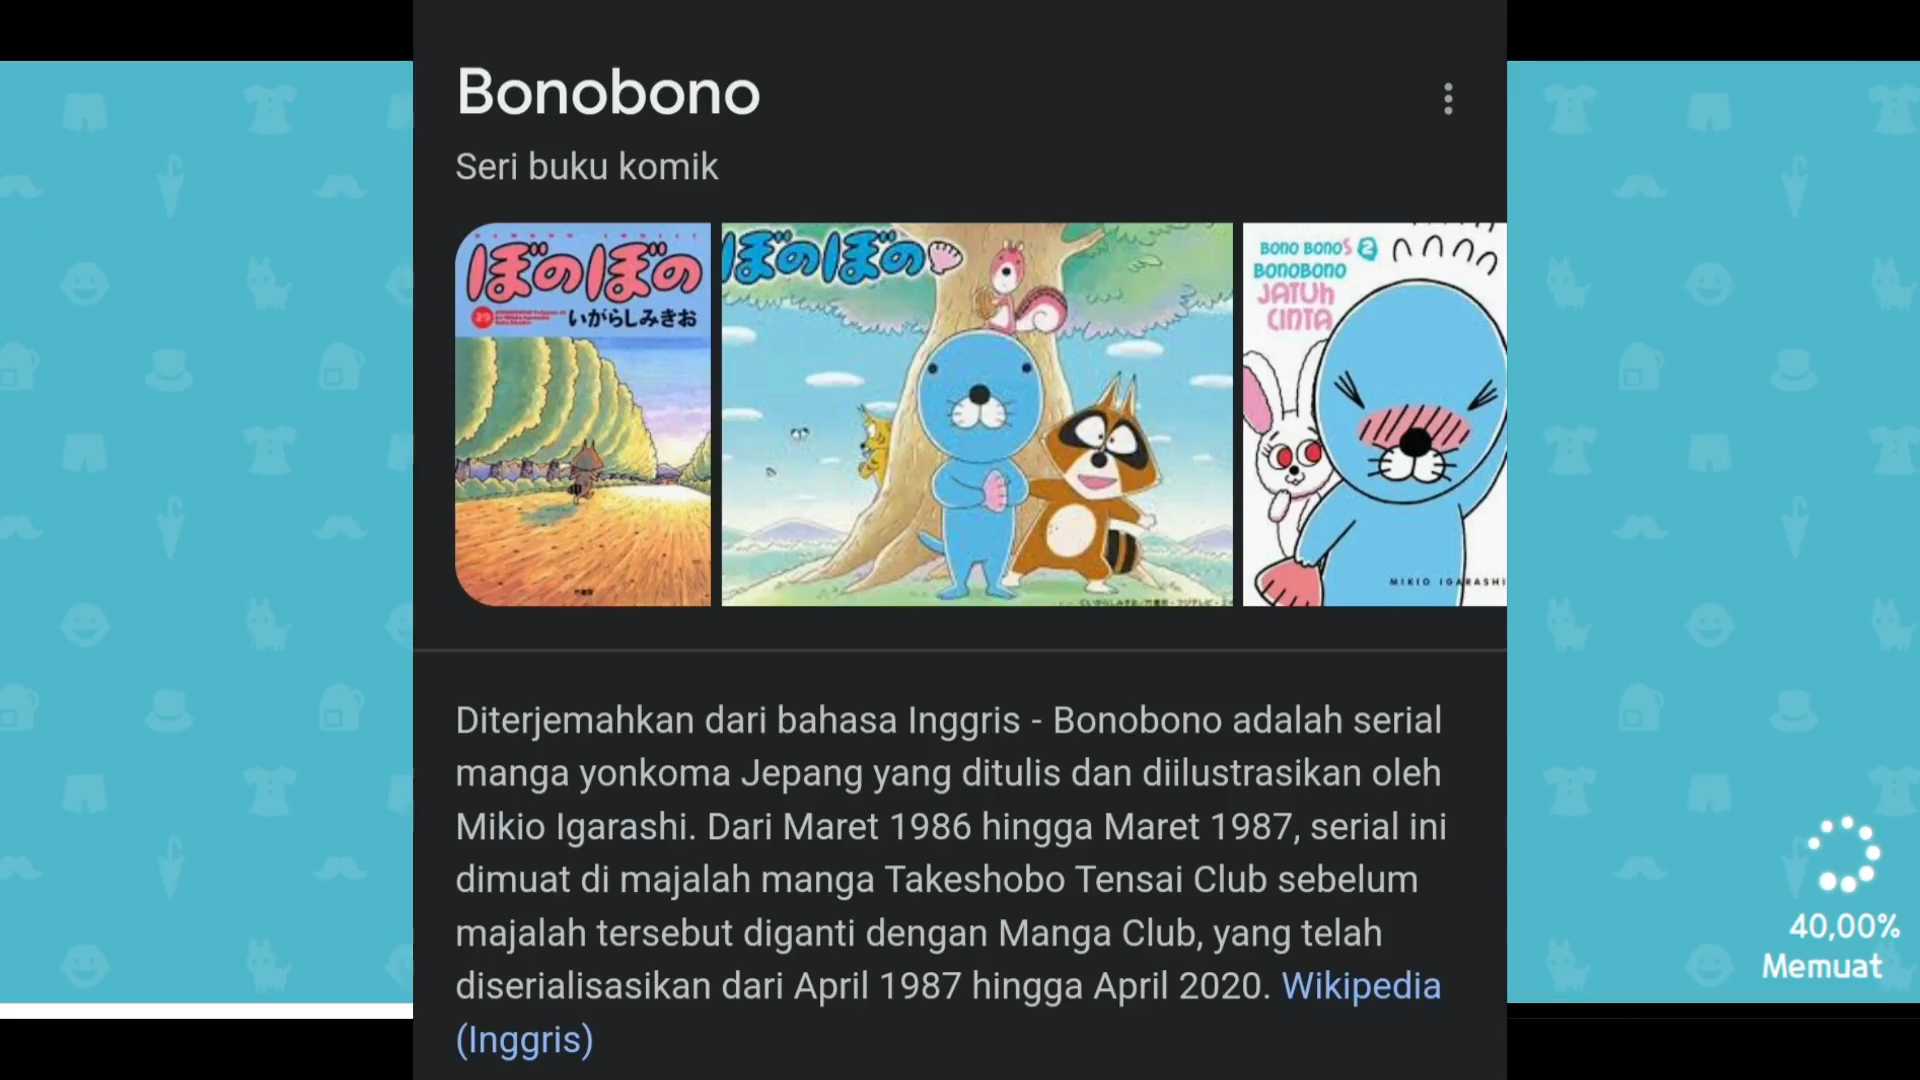 Bonobono
Seri buku komik
ぼのぼの
29
いがらしみきお
ぼのぼの
BONO BONOS 2
BONOBONO
JATUH
CINTA
MIKIO IGARASHI
Diterjemahkan dari bahasa Inggris - Bonobono adalah serial
manga yonkoma Jepang yang ditulis dan diilustrasikan oleh
Mikio Igarashi. Dari Maret 1986 hingga Maret 1987, serial ini
dimuat di majalah manga Takeshobo Tensai Club sebelum
majalah tersebut diganti dengan Manga Club, yang telah
diserialisasikan dari April 1987 hingga April 2020. Wikipedia
(Inggris)
40,00%
Memuat